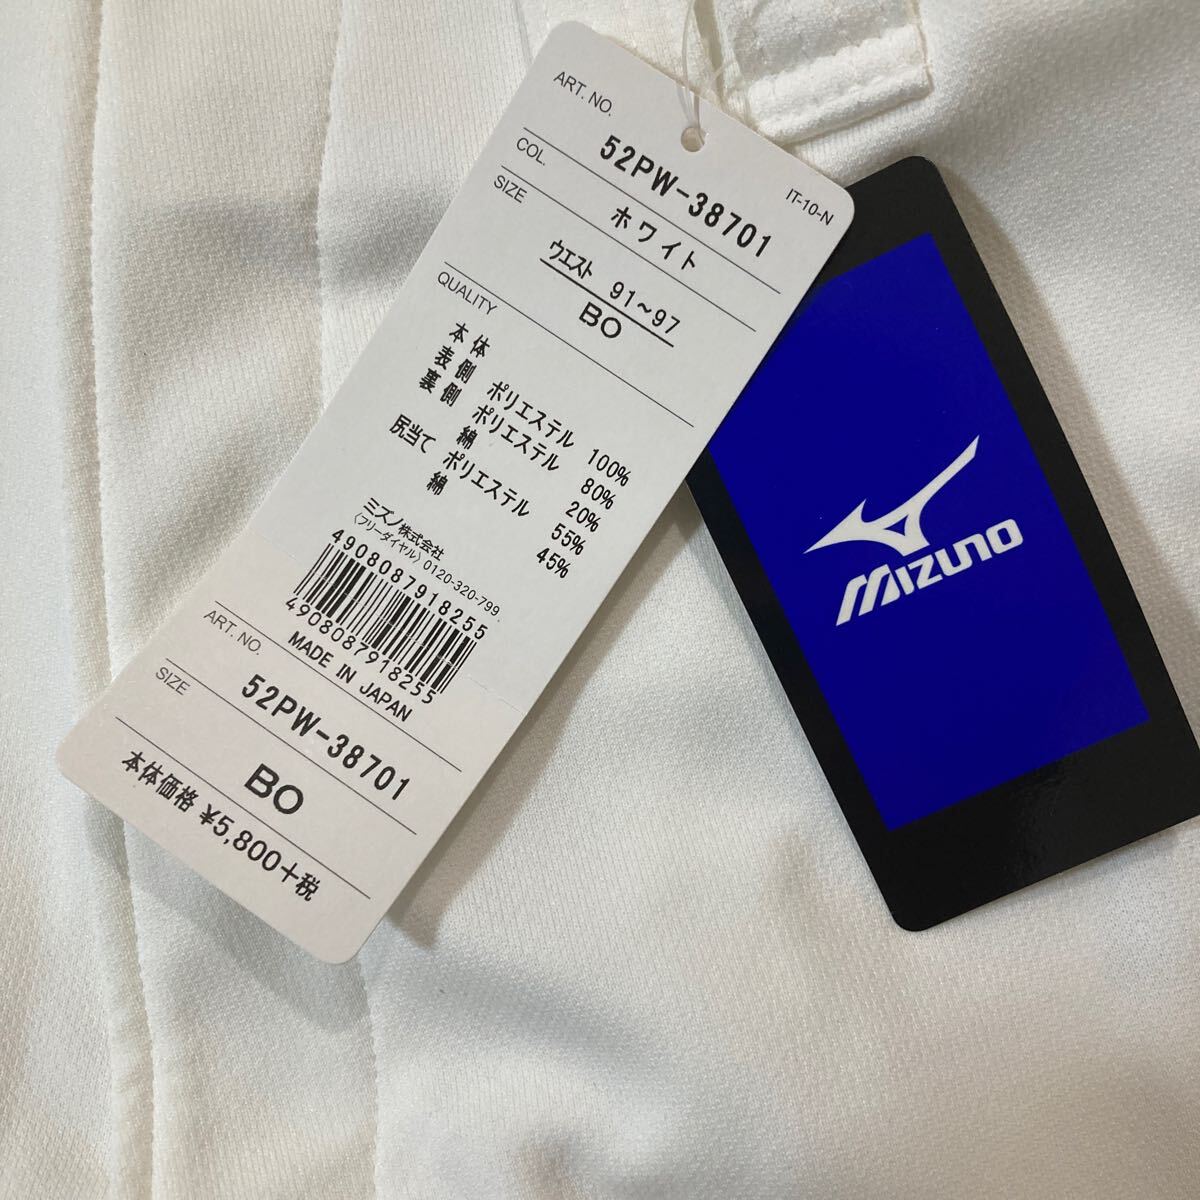 ART. NO.
52PW-38701
IT-10-N
COL.
ホワイト
SIZE
ウエスト 91~97
BO
QUALITY
本体
表側 ポリエステル 100%
裏側 ポリエステル 80%
綿 20%
尻当て ポリエステル 55%
綿 45%
ミズノ株式会社
(フリーダイヤル) 0120-320-799
4908087918255
4908087918255
MADE IN JAPAN
ART. NO.
52PW-38701
SIZE
BO
本体価格 ¥5,800+税
MIZUNO